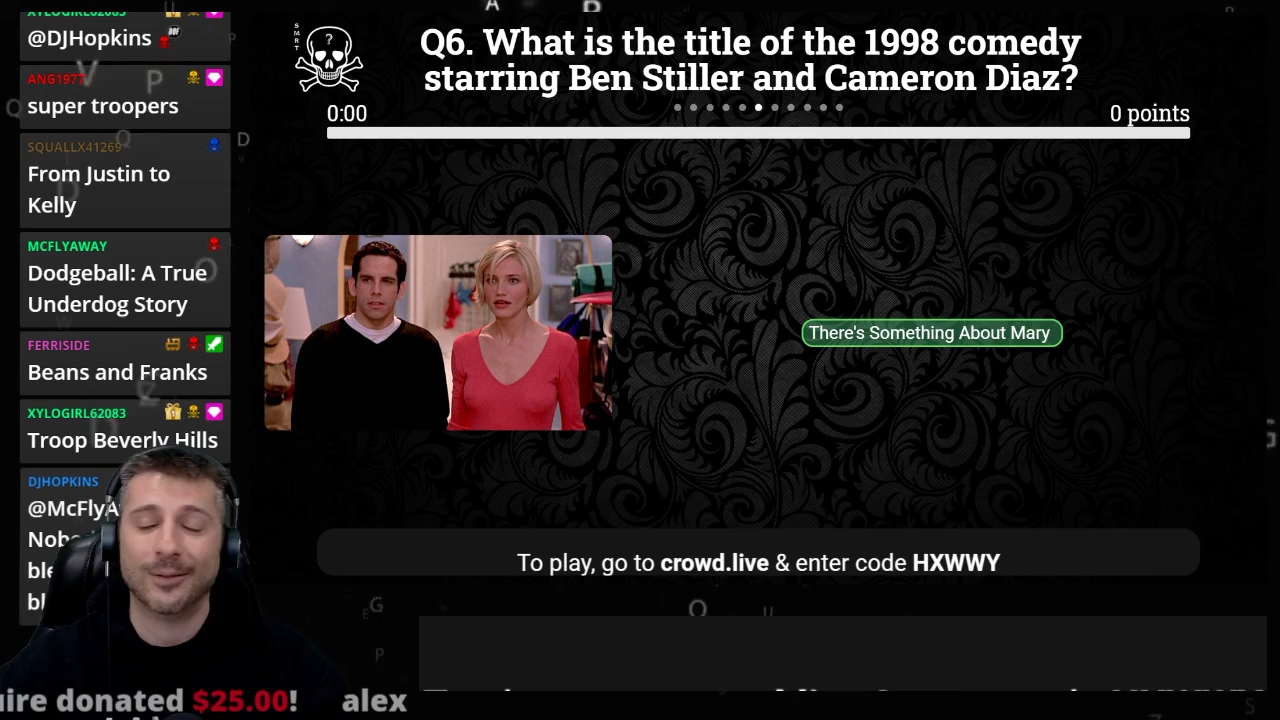 XYLOGIRL62083
@DJHopkins
ANG1977
super troopers
SQUALLX41269
From Justin to
Kelly
MCFLYAWAY
Dodgeball: A True
Underdog Story
FERRISIDE
Beans and Franks
XYLOGIRL62083
Troop Beverly Hills
DJHOPKINS
@McFlyA
SMRT
?
Q6. What is the title of the 1998 comedy
starring Ben Stiller and Cameron Diaz?
0:00
0 points
There's Something About Mary
To play, go to crowd.live & enter code HXWWY
ire donated $25.00! alex